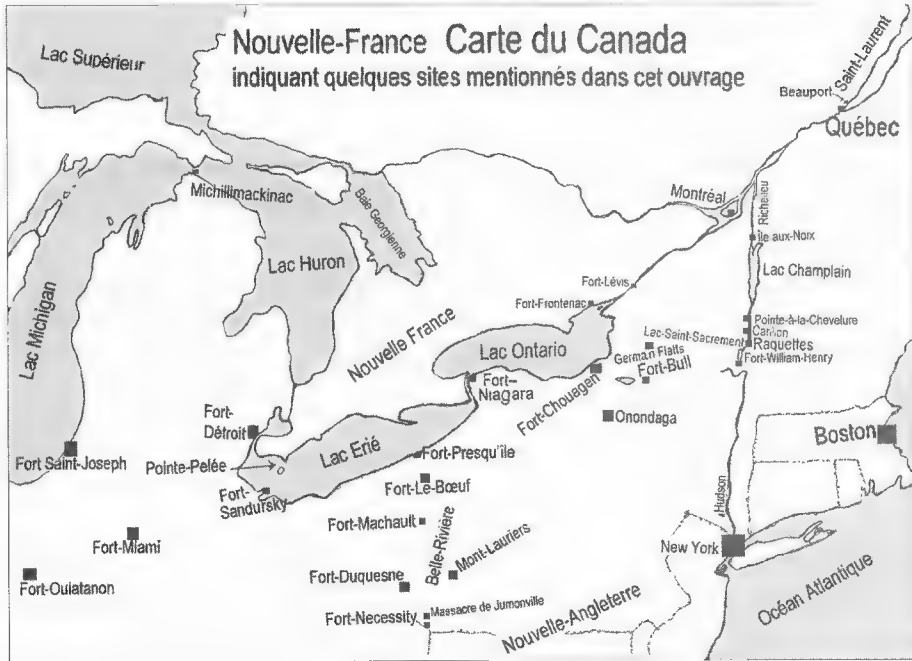 Nouvelle-France Carte du Canada
indiquant quelques sites mentionnés dans cet ouvrage
Lac Supérieur
Saint-Laurent
Beauport
Québec
Michillimackinac
Baie Georgienne
Montréal
Richelieu
Île aux-Noix
Lac Huron
Lac Champlain
Lac Michigan
Fort-Lévis
Fort-Frontenac
Pointe-à-la-Chevelure
Carillon
Lac-Saint-Sacrement
Raquettes
Fort-William-Henry
Nouvelle France
Lac Ontario
German Flatts
Fort-Bull
Fort-
Niagara
Fort-Chouagen
Onondaga
Fort-
Détroit
Boston
Lac Erié
Fort-Presqu'île
Fort Saint-Joseph
Pointe-Pelée
Fort-
Sandursky
Fort-Le-Bœuf
Hudson
Fort-Machault
Belle-Rivière
Fort-Miami
Mont-Lauriers
New York
Fort-Ouiatanon
Fort-Duquesne
Massacre de Jumonville
Fort-Necessity
Nouvelle-Angleterre
Océan Atlantique